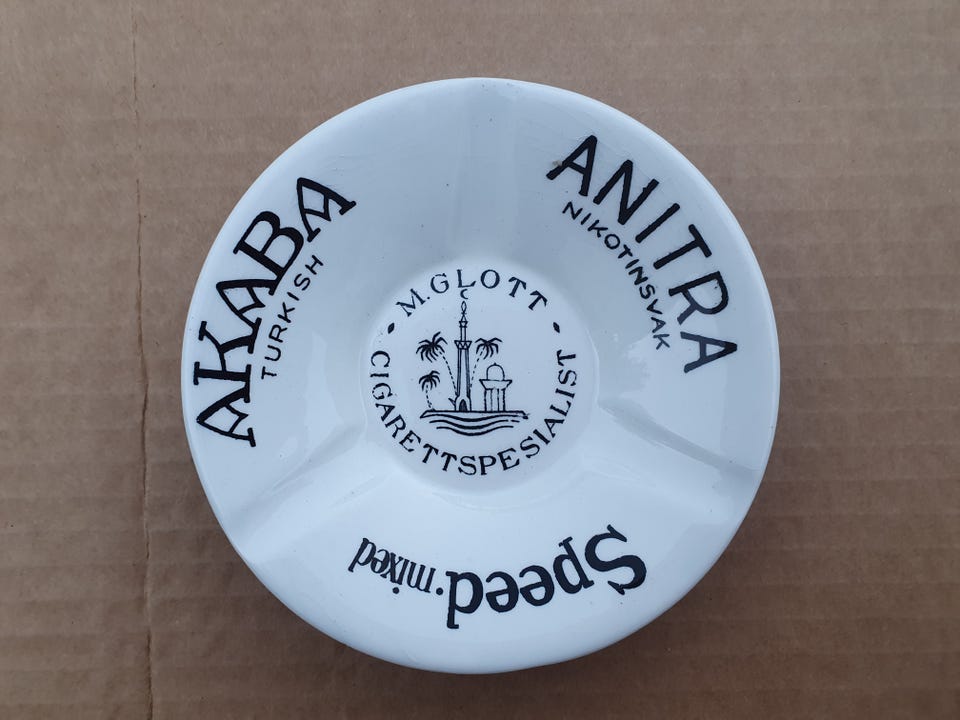 AKABA
TURKISH
ANITRA
NIKOTINSVAK
M. GLOTT
CIGARETTSPESIALIST
Speed·mixed